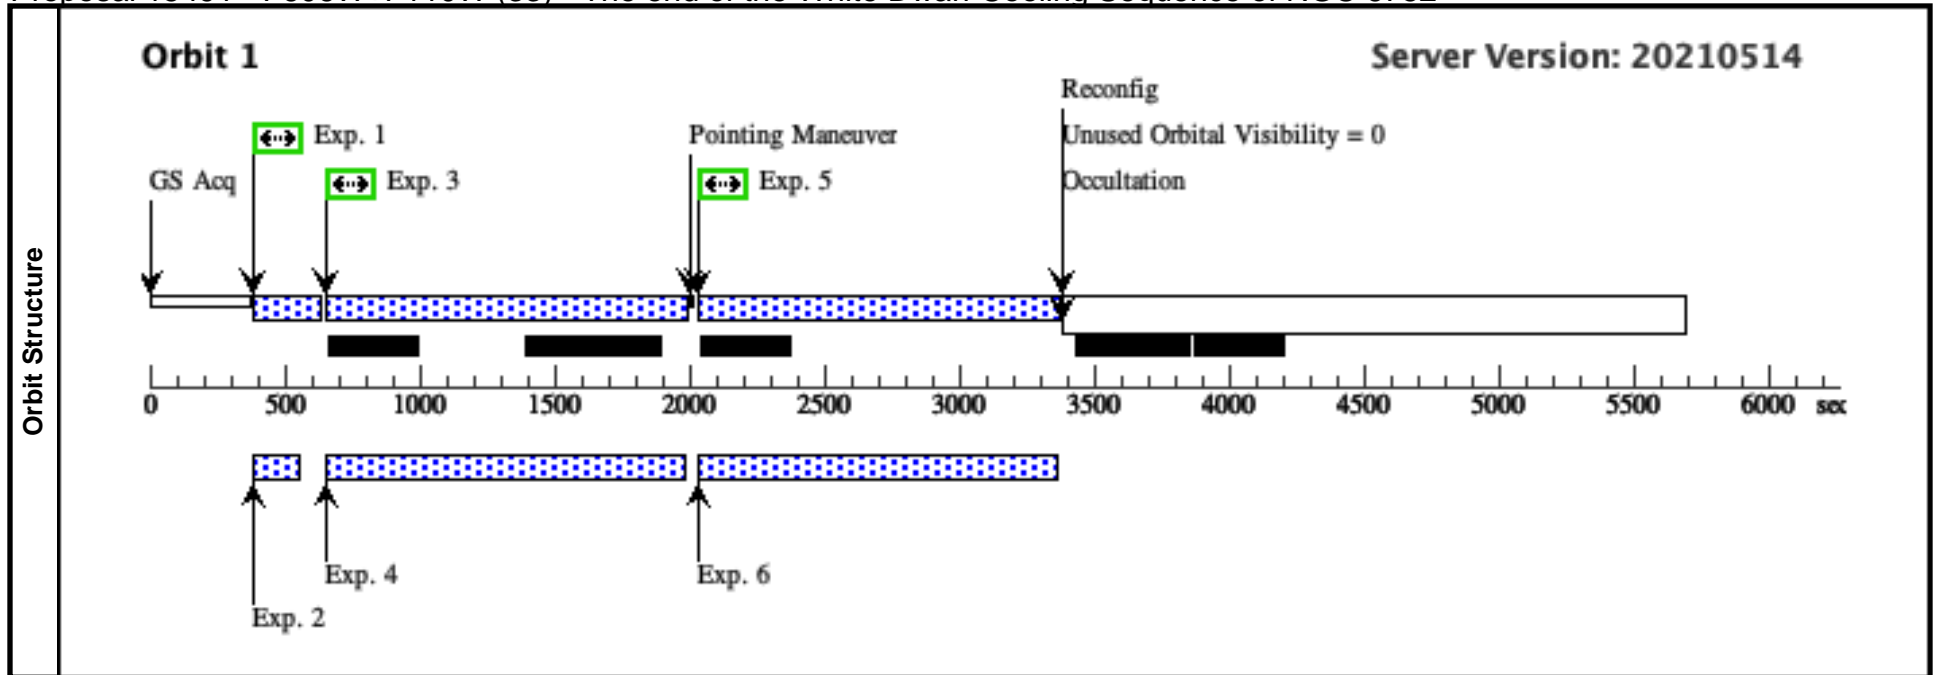 Orbit 1
Server Version: 20210514
Reconfig
Exp. 1
Pointing Maneuver
Unused Orbital Visibility = 0
GS Acq
Exp. 3
Exp. 5
Occultation
Orbit Structure
0 500 1000 1500 2000 2500 3000 3500 4000 4500 5000 5500 6000 sec
Exp. 4
Exp. 6
Exp. 2